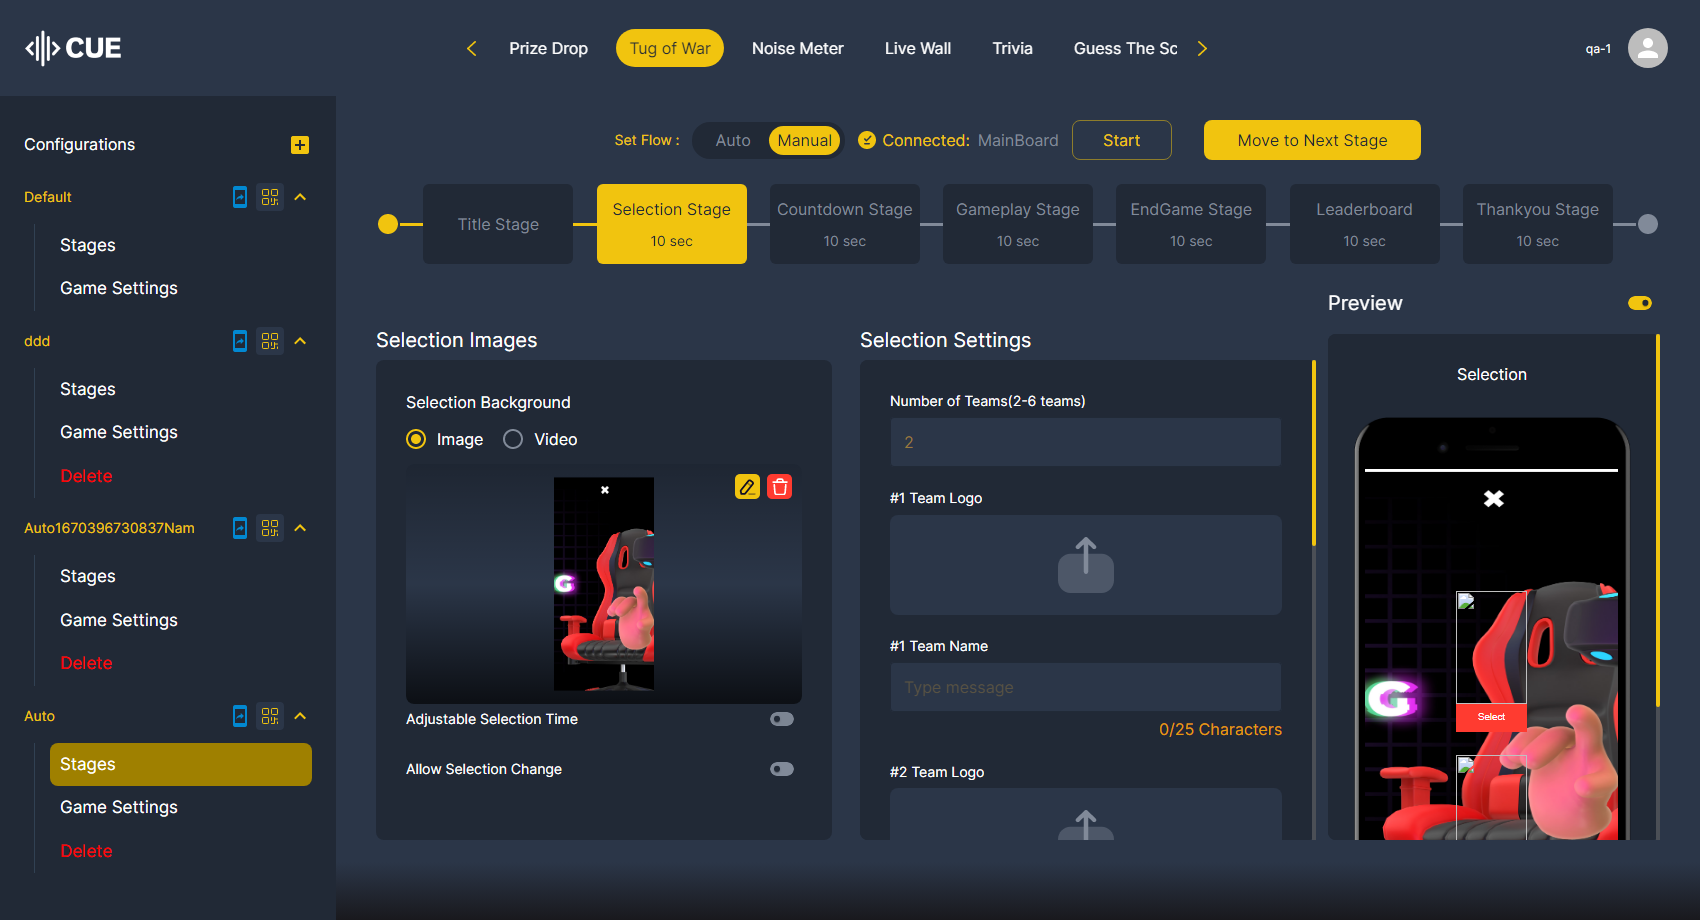 CUE
Prize Drop
Tug of War
Noise Meter
Live Wall
Trivia
Guess The Sc
qa-1
Configurations
Default
Stages
Game Settings
ddd
Stages
Game Settings
Delete
Auto1670396730837Nam
Stages
Game Settings
Delete
Auto
Stages
Game Settings
Delete
Set Flow :
Auto
Manual
Connected: MainBoard
Start
Move to Next Stage
Title Stage
Selection Stage
10 sec
Countdown Stage
10 sec
Gameplay Stage
10 sec
EndGame Stage
10 sec
Leaderboard
10 sec
Thankyou Stage
10 sec
Selection Images
Selection Background
Image
Video
G
Adjustable Selection Time
Allow Selection Change
Selection Settings
Number of Teams(2-6 teams)
2
#1 Team Logo
#1 Team Name
Type message
0/25 Characters
#2 Team Logo
Preview
Selection
G
Select